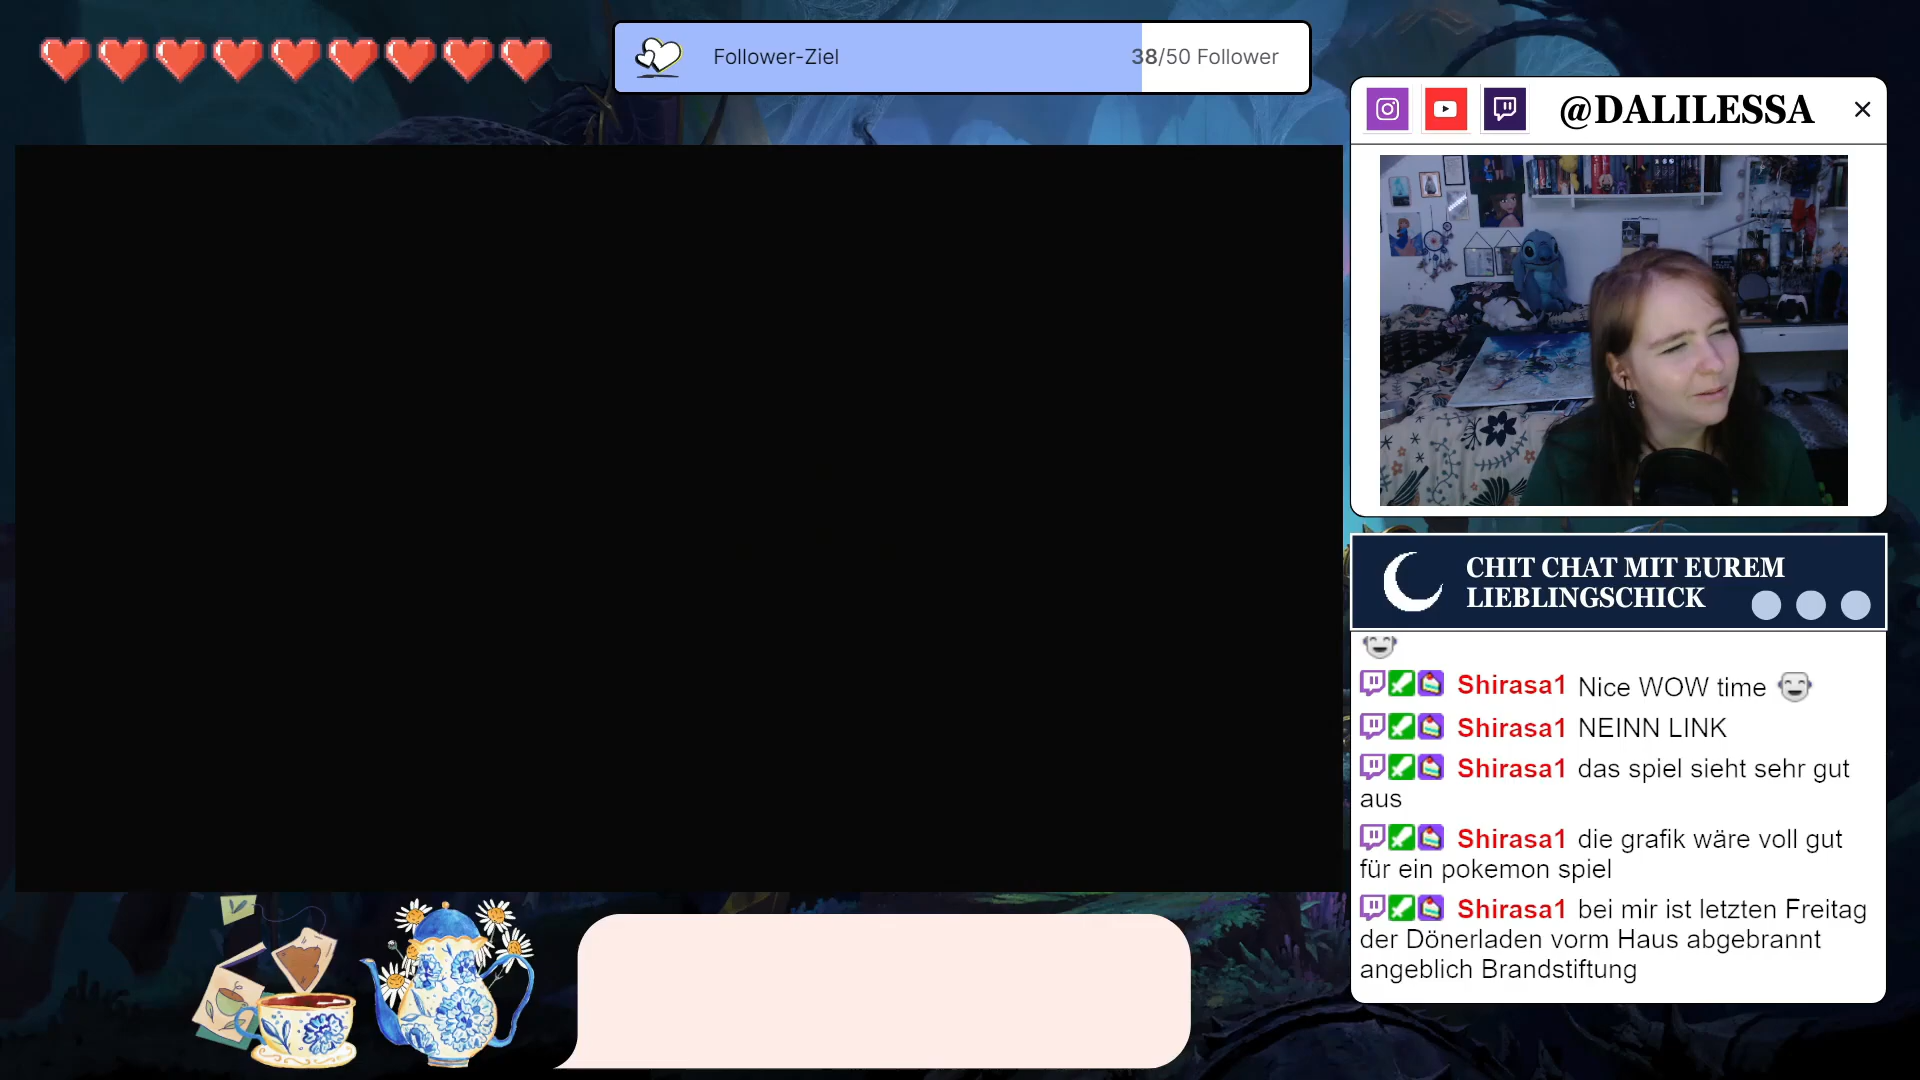 Follower-Ziel
38/50 Follower
@DALILESSA
CHIT CHAT MIT EUREM
LIEBLINGSCHICK
Shirasa1 Nice WOW time
Shirasa1 NEINN LINK
Shirasa1 das spiel sieht sehr gut
aus
Shirasa1 die grafik wäre voll gut
für ein pokemon spiel
Shirasa1 bei mir ist letzten Freitag
der Dönerladen vorm Haus abgebrannt
angeblich Brandstiftung